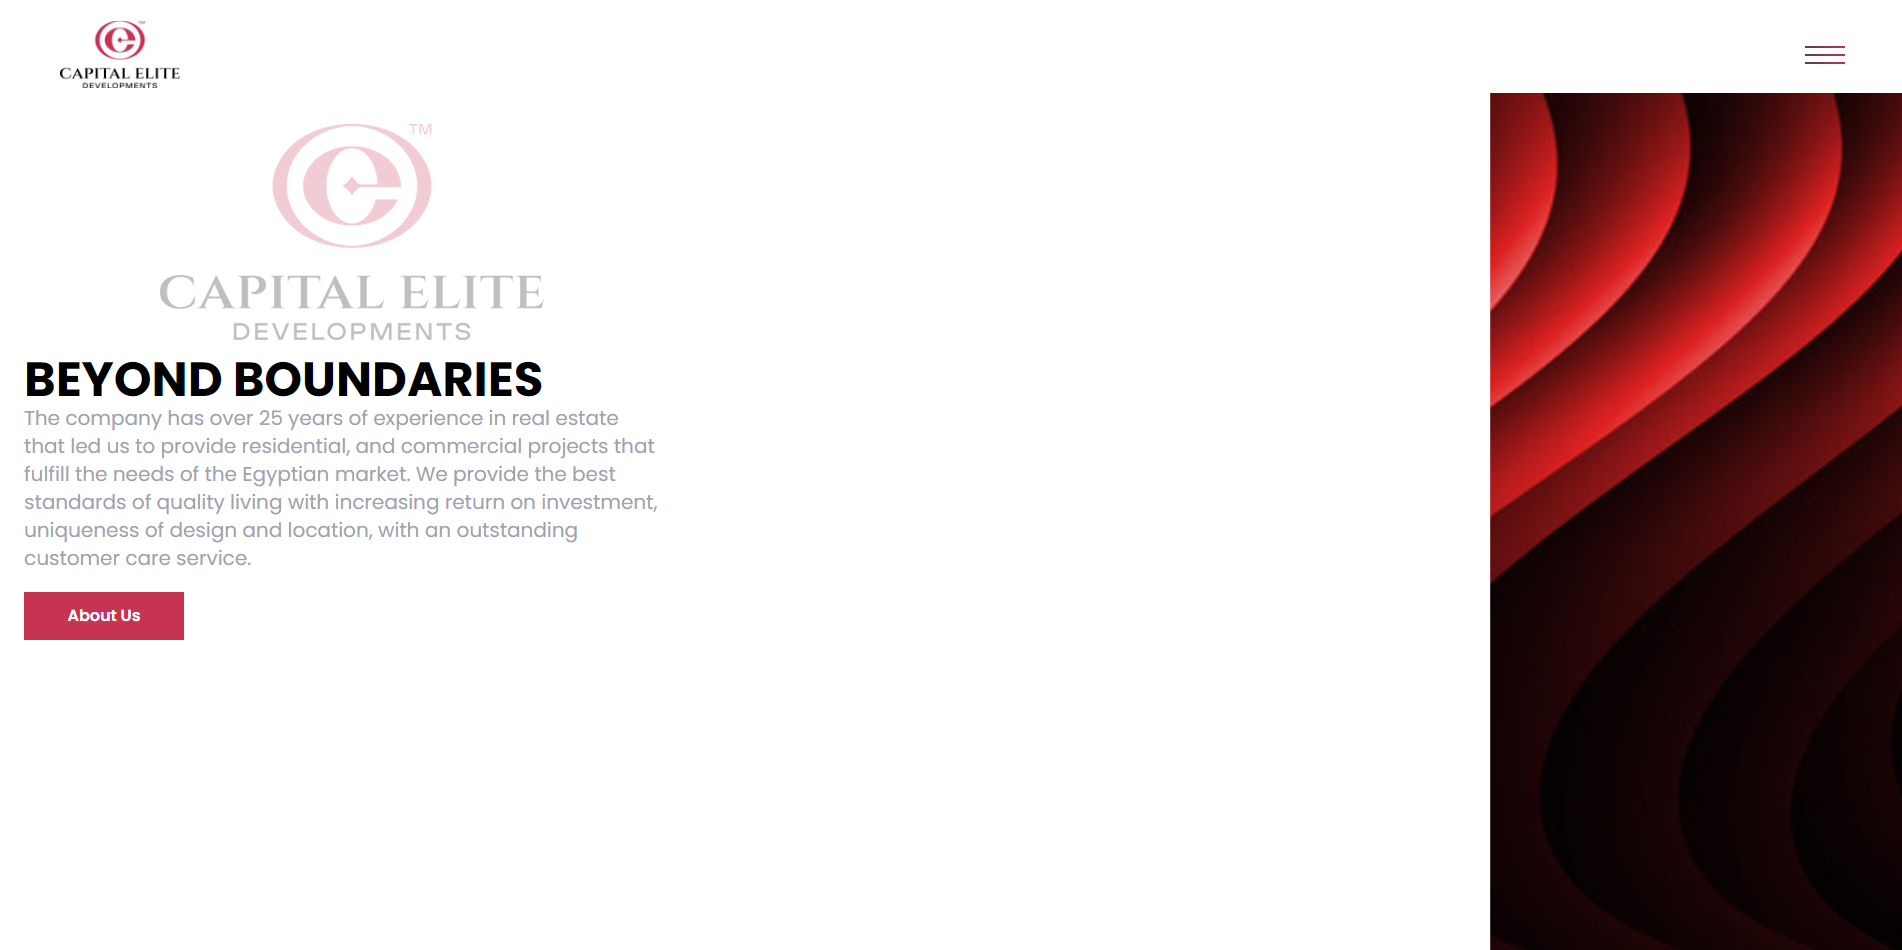 TM
CAPITAL ELITE
DEVELOPMENTS
TM
CAPITAL ELITE
DEVELOPMENTS
BEYOND BOUNDARIES
The company has over 25 years of experience in real estate
that led us to provide residential, and commercial projects that
fulfill the needs of the Egyptian market. We provide the best
standards of quality living with increasing return on investment,
uniqueness of design and location, with an outstanding
customer care service.
About Us